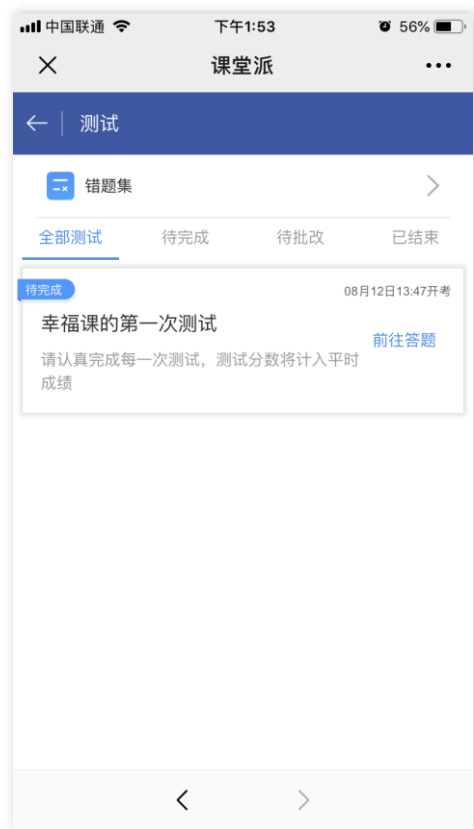 中国联通 下午1:53 56%
课堂派
测试
错题集
全部测试 待完成 待批改 已结束
待完成 08月12日13:47开考
幸福课的第一次测试
前往答题
请认真完成每一次测试，测试分数将计入平时
成绩